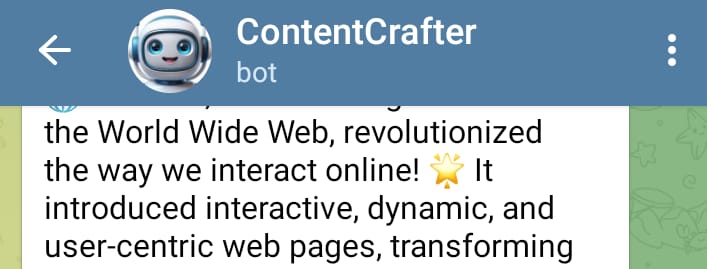 ContentCrafter
bot
the World Wide Web, revolutionized
the way we interact online! 🌟 It
introduced interactive, dynamic, and
user-centric web pages, transforming